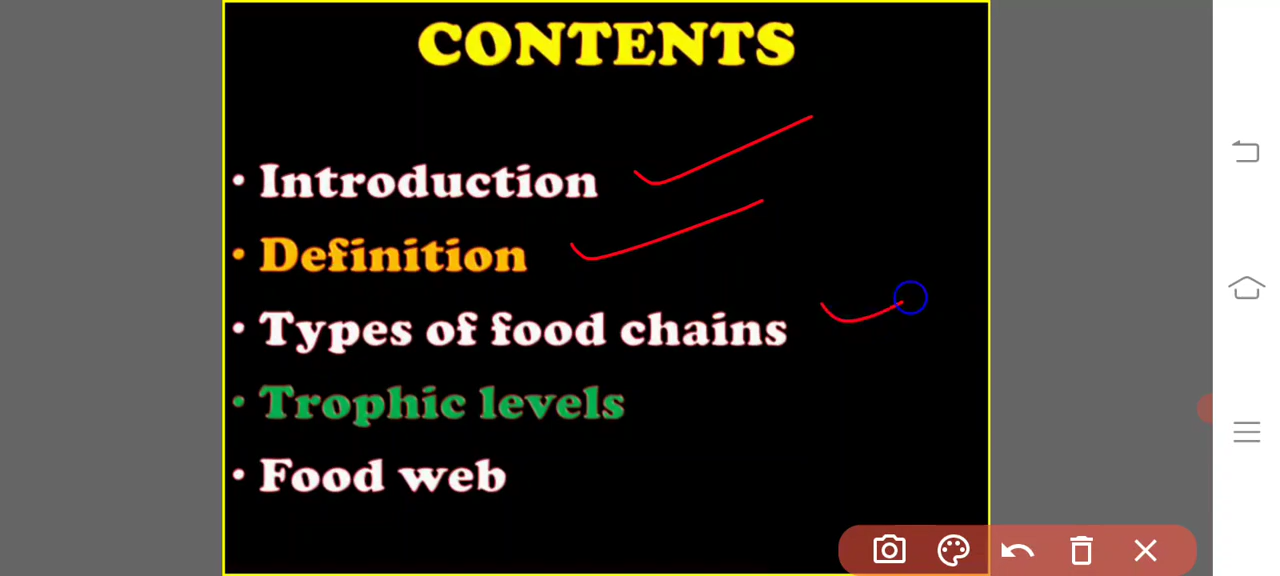 CONTENTS
• Introduction
• Definition
• Types of food chains
• Trophic levels
• Food web